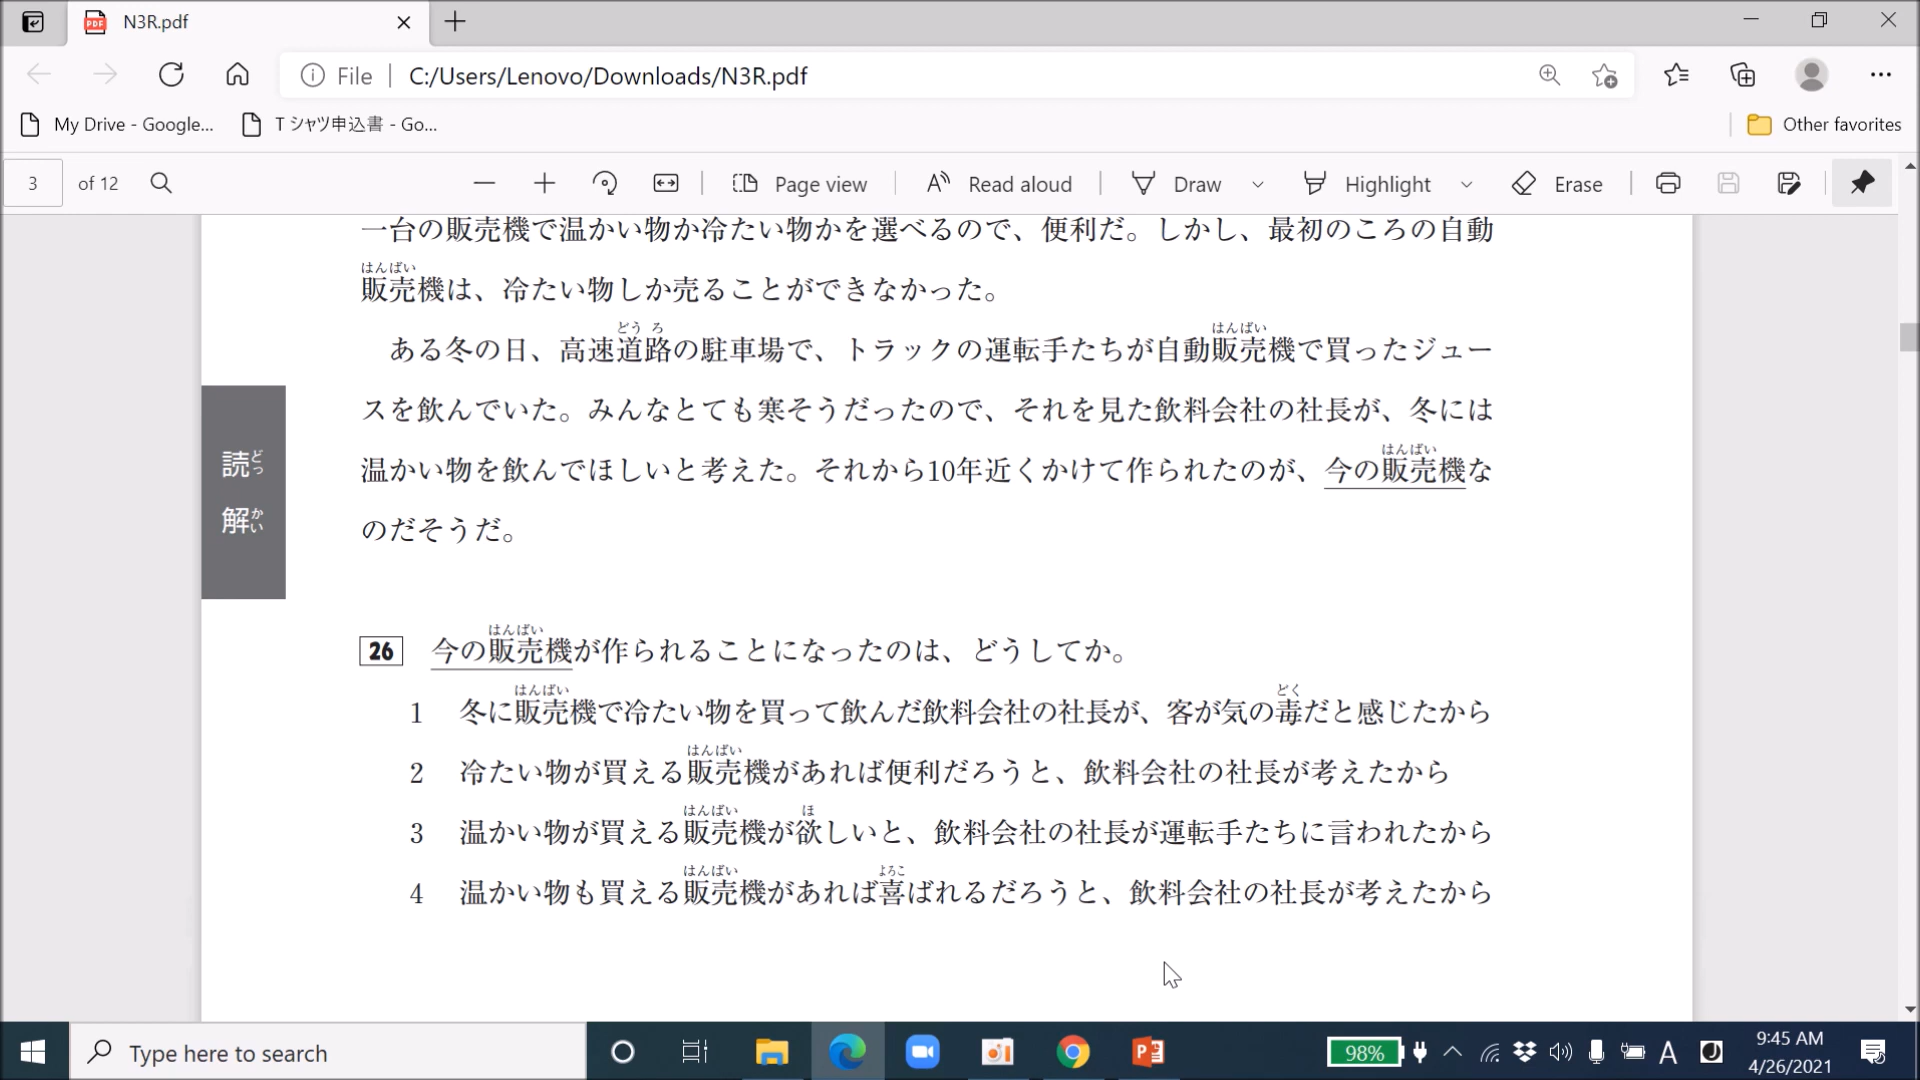 N3R.pdf
File
C:/Users/Lenovo/Downloads/N3R.pdf
My Drive - Google...
T シャツ申込書 - Go...
Other favorites
3 of 12
Page view
Read aloud
Draw
Highlight
Erase
一台の販売機で温かい物か冷たい物かを選べるので、便利だ。しかし、最初のころの自動
はんばい
販売機は、冷たい物しか売ることができなかった。
どう ろ はんばい
ある冬の日、高速道路の駐車場で、トラックの運転手たちが自動販売機で買ったジュー
スを飲んでいた。みんなとても寒そうだったので、それを見た飲料会社の社長が、冬には
はんばい
温かい物を飲んでほしいと考えた。それから10年近くかけて作られたのが、今の販売機な
のだそうだ。
読どっ
解かい
はんばい
26 今の販売機が作られることになったのは、どうしてか。
はんばい どく
1 冬に販売機で冷たい物を買って飲んだ飲料会社の社長が、客が気の毒だと感じたから
はんばい
2 冷たい物が買える販売機があれば便利だろうと、飲料会社の社長が考えたから
はんばい ほ
3 温かい物が買える販売機が欲しいと、飲料会社の社長が運転手たちに言われたから
はんばい よろこ
4 温かい物も買える販売機があれば喜ばれるだろうと、飲料会社の社長が考えたから
Type here to search
98%
A
J
9:45 AM
4/26/2021